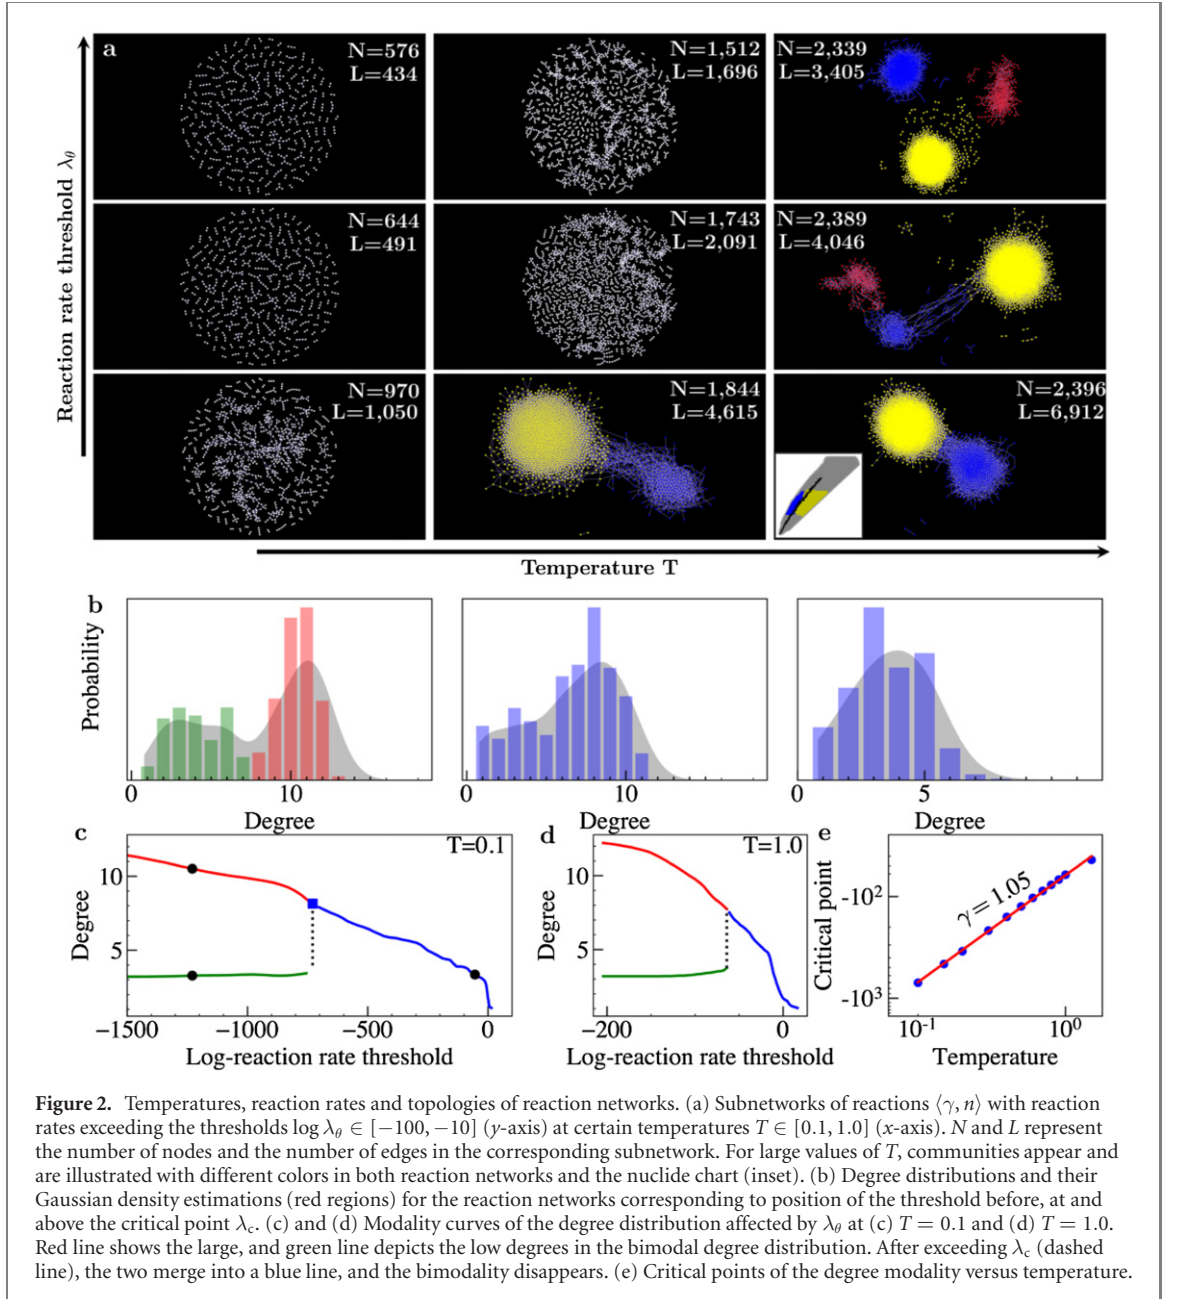 a
N=576
L=434
N=1,512
L=1,696
N=2,339
L=3,405
N=644
L=491
N=1,743
L=2,091
N=2,389
L=4,046
N=970
L=1,050
N=1,844
L=4,615
N=2,396
L=6,912
Reaction rate threshold λθ
Temperature T
b
Probability
0 10
0 10
0 5
Degree
Degree
Degree
c
T=0.1
Degree
10
5
−1500 −1000 −500 0
Log-reaction rate threshold
d
T=1.0
Degree
10
5
−200 0
Log-reaction rate threshold
e
Critical point
-10²
-10³
γ = 1.05
10⁻¹ 10⁰
Temperature
Figure 2. Temperatures, reaction rates and topologies of reaction networks. (a) Subnetworks of reactions ⟨γ, n⟩ with reaction
rates exceeding the thresholds log λθ ∈ [−100, −10] (y-axis) at certain temperatures T ∈ [0.1, 1.0] (x-axis). N and L represent
the number of nodes and the number of edges in the corresponding subnetwork. For large values of T, communities appear and
are illustrated with different colors in both reaction networks and the nuclide chart (inset). (b) Degree distributions and their
Gaussian density estimations (red regions) for the reaction networks corresponding to position of the threshold before, at and
above the critical point λc. (c) and (d) Modality curves of the degree distribution affected by λθ at (c) T = 0.1 and (d) T = 1.0.
Red line shows the large, and green line depicts the low degrees in the bimodal degree distribution. After exceeding λc (dashed
line), the two merge into a blue line, and the bimodality disappears. (e) Critical points of the degree modality versus temperature.